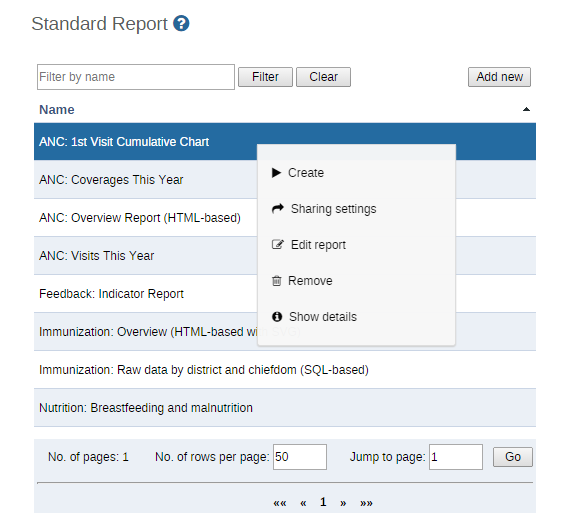 Standard Report ?
Filter by name Filter Clear Add new
Name
ANC: 1st Visit Cumulative Chart
Create
ANC: Coverages This Year
Sharing settings
ANC: Overview Report (HTML-based)
Edit report
ANC: Visits This Year
Remove
Feedback: Indicator Report
Show details
Immunization: Overview (HTML-based
Immunization: Raw data by district and chiefdom (SQL-based)
Nutrition: Breastfeeding and malnutrition
No. of pages: 1 No. of rows per page: 50 Jump to page: 1 Go
«« « 1 » »»